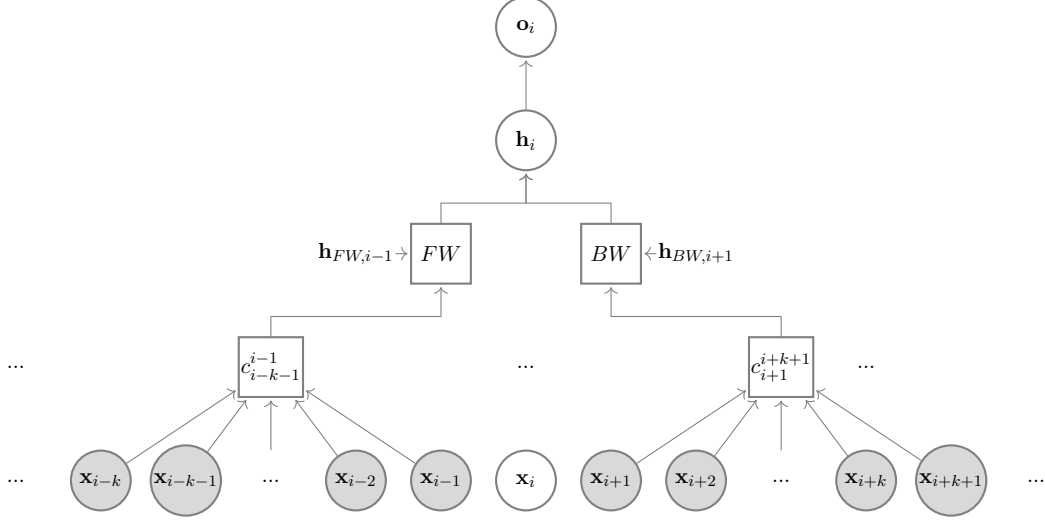 o_i
h_i
h_{FW,i−1} FW BW h_{BW,i+1}
... c_{i−k−1}^{i−1} ... c_{i+1}^{i+k+1} ...
... x_{i−k} x_{i−k−1} ... x_{i−2} x_{i−1} x_i x_{i+1} x_{i+2} ... x_{i+k} x_{i+k+1} ...